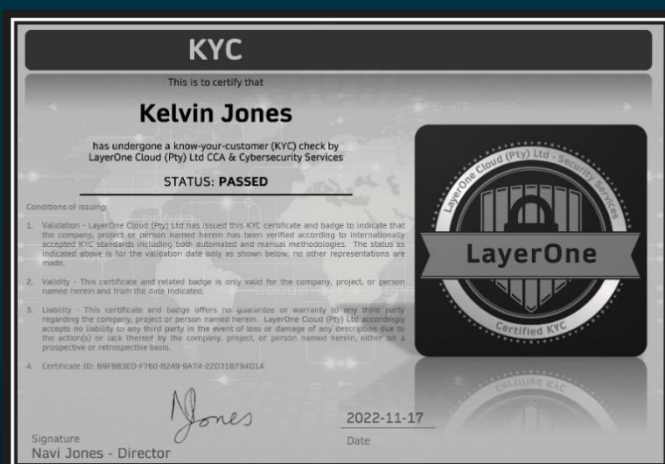 KYC
This is to certify that
Kelvin Jones
has undergone a know-your-customer (KYC) check by
LayerOne Cloud (Pty) Ltd CCA & Cybersecurity Services
STATUS: PASSED
Conditions of issuing:
1. Validation - LayerOne Cloud (Pty) Ltd has issued this KYC certificate and badge to indicate that
the company, project or person named herein has been verified according to internationally
accepted KYC standards including both automated and manual methodologies. The status as
indicated above is for the validation date only as shown below; no other representations are
made.
2. Validity - This certificate and related badge is only valid for the company, project, or person
named herein and from the date indicated.
3. Liability - This certificate and badge offers no guarantee or warranty to any third party
regarding the company, project or person named herein. LayerOne Cloud (Pty) Ltd accordingly
accepts no liability to any third party in the event of loss or damage of any description due to
the action(s) or lack thereof by the company, project, or person named herein, either on a
prospective or retrospective basis.
4. Certificate ID:
LayerOne Cloud (Pty) Ltd - Security Services
LayerOne
Certified KYC
NJones
2022-11-17
Signature
Date
Navi Jones - Director